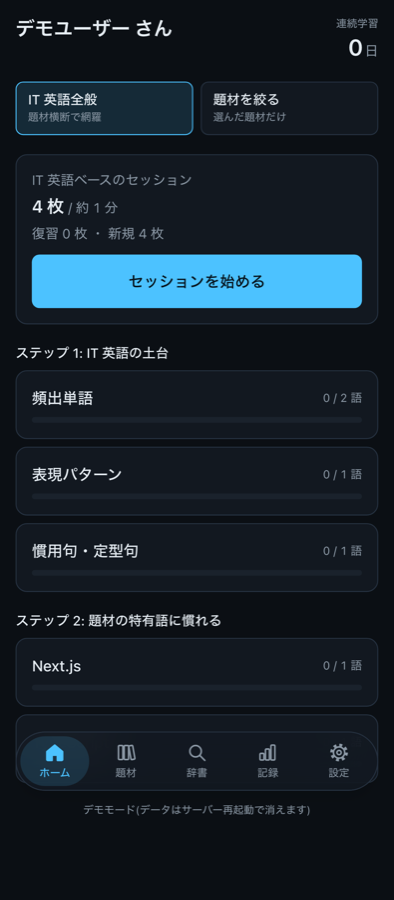 デモユーザー さん
連続学習
0 日
IT 英語全般
題材横断で網羅
題材を絞る
選んだ題材だけ
IT 英語ベースのセッション
4 枚 / 約 1 分
復習 0 枚 ・ 新規 4 枚
セッションを始める
ステップ 1: IT 英語の土台
頻出単語
0 / 2 語
表現パターン
0 / 1 語
慣用句・定型句
0 / 1 語
ステップ 2: 題材の特有語に慣れる
Next.js
0 / 1 語
ホーム
題材
辞書
記録
設定
デモモード(データはサーバー再起動で消えます)